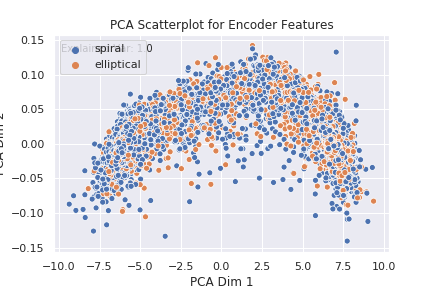 PCA Scatterplot for Encoder Features
Explained Var: 1.0
spiral
elliptical
0.15
0.10
0.05
0.00
−0.05
−0.10
−0.15
PCA Dim 2
−10.0 −7.5 −5.0 −2.5 0.0 2.5 5.0 7.5 10.0
PCA Dim 1